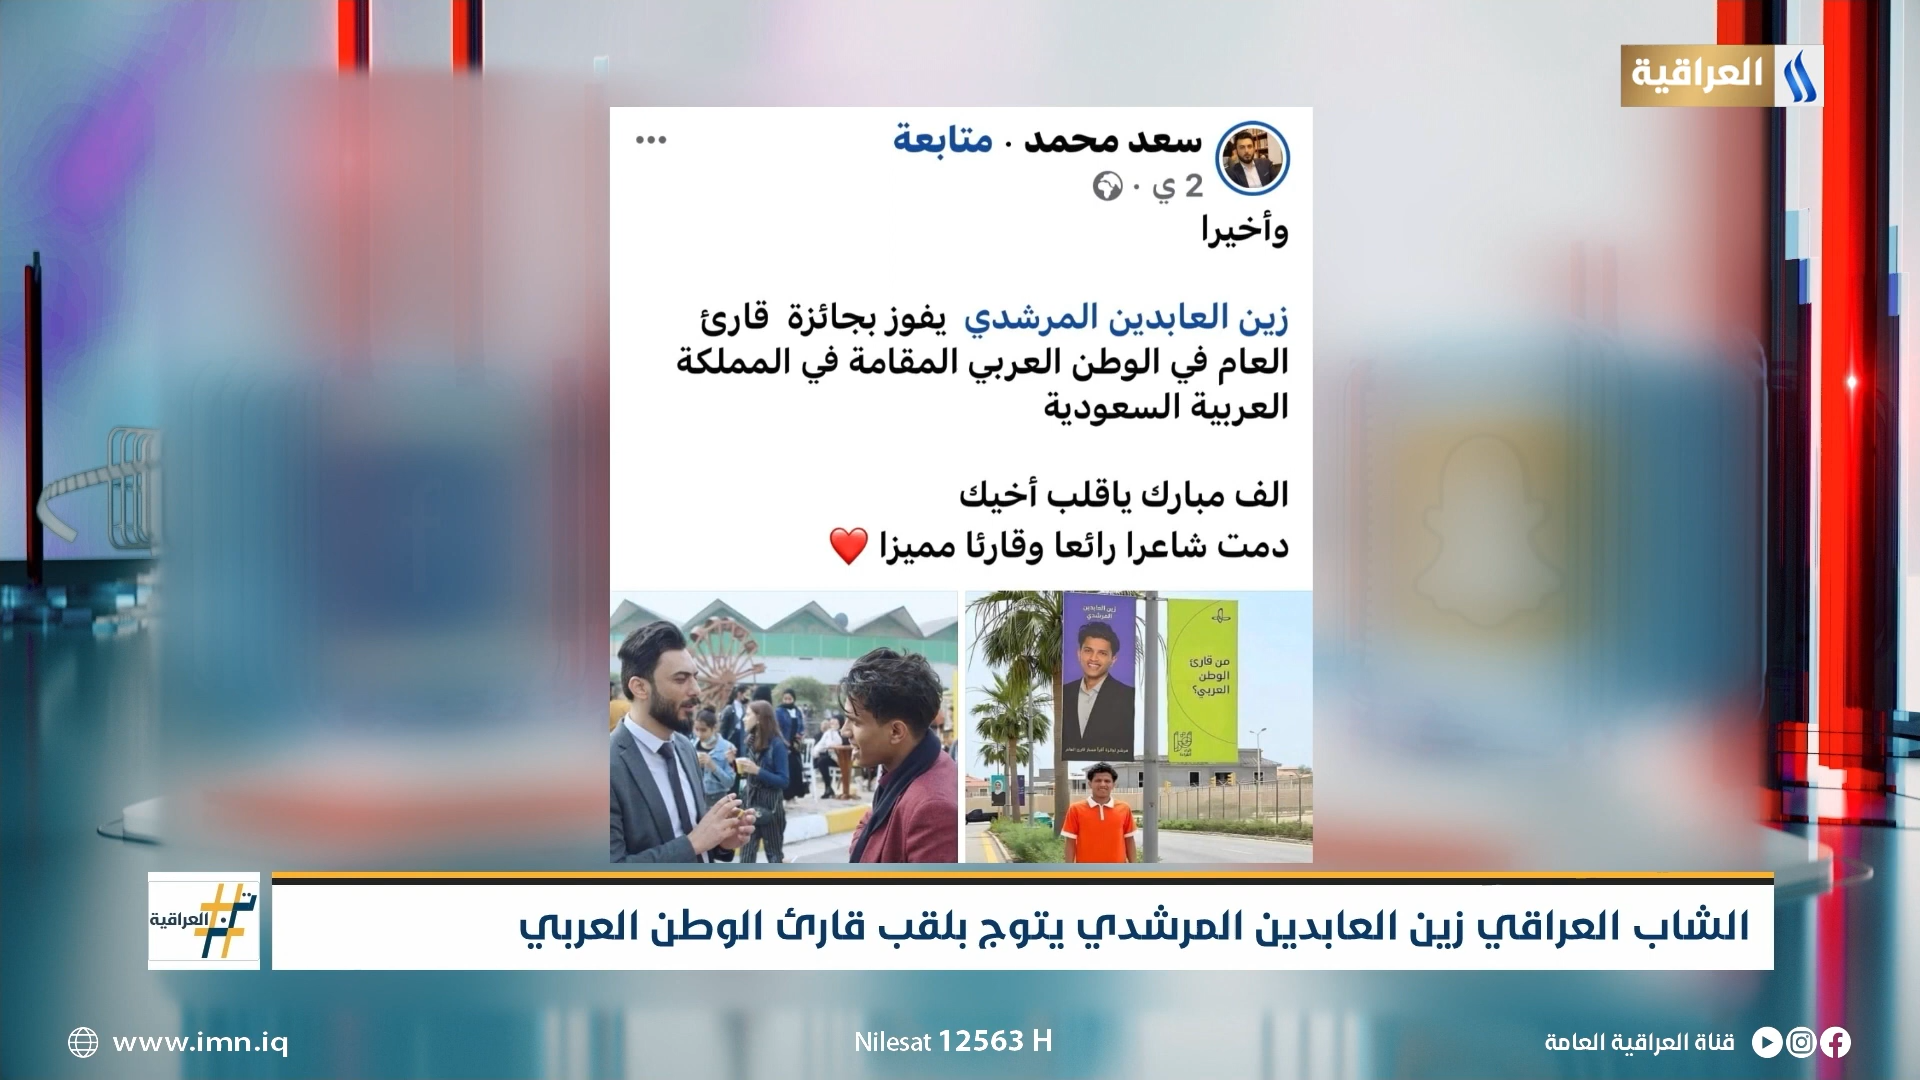 العراقية
سعد محمد · متابعة
2 ي ·
وأخيرا
زين العابدين المرشدي يفوز بجائزة قارئ
العام في الوطن العربي المقامة في المملكة
العربية السعودية
الف مبارك ياقلب أخيك
دمت شاعرا رائعا وقارئا مميزا ❤️
زين العابدين
المرشدي
من قارئ
الوطن
العربي؟
العراقية
الشاب العراقي زين العابدين المرشدي يتوج بلقب قارئ الوطن العربي
www.imn.iq
Nilesat 12563 H
قناة العراقية العامة